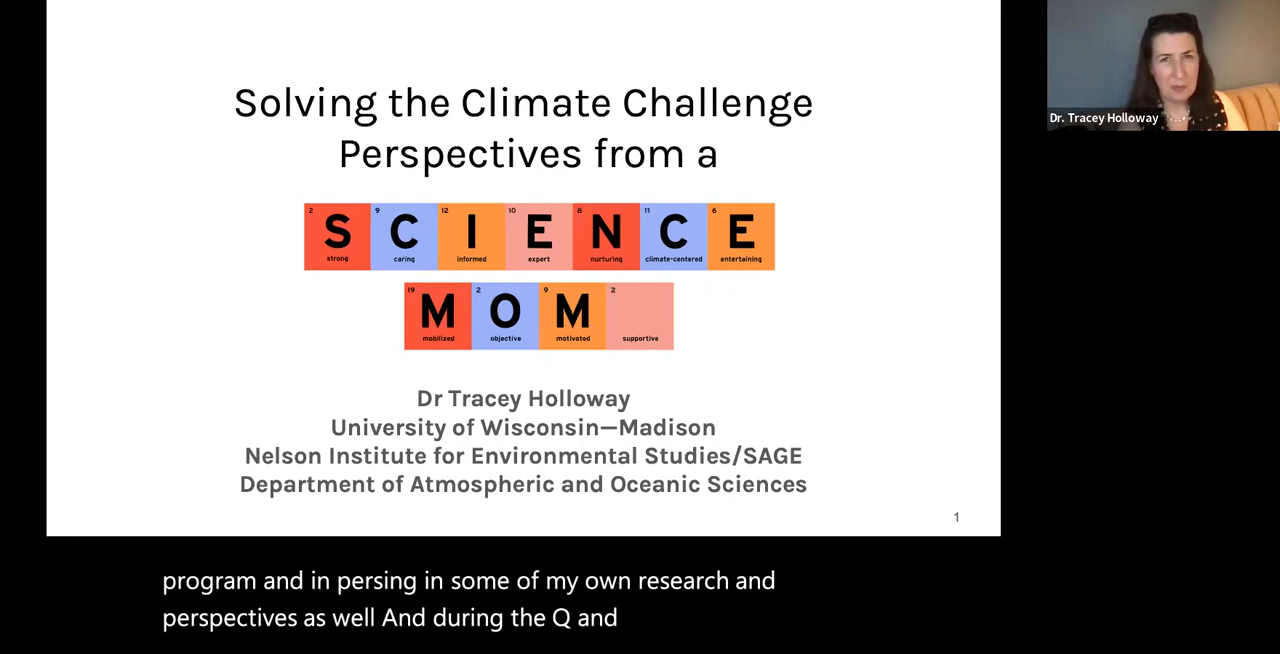 Solving the Climate Challenge
Perspectives from a
2 9 12 10 8 11 6
S C I E N C E
strong caring informed expert nurturing climate-centered entertaining
19 2 9 2
M O M
mobilized objective motivated supportive
Dr Tracey Holloway
University of Wisconsin—Madison
Nelson Institute for Environmental Studies/SAGE
Department of Atmospheric and Oceanic Sciences
1
Dr. Tracey Holloway
program and in persing in some of my own research and
perspectives as well And during the Q and